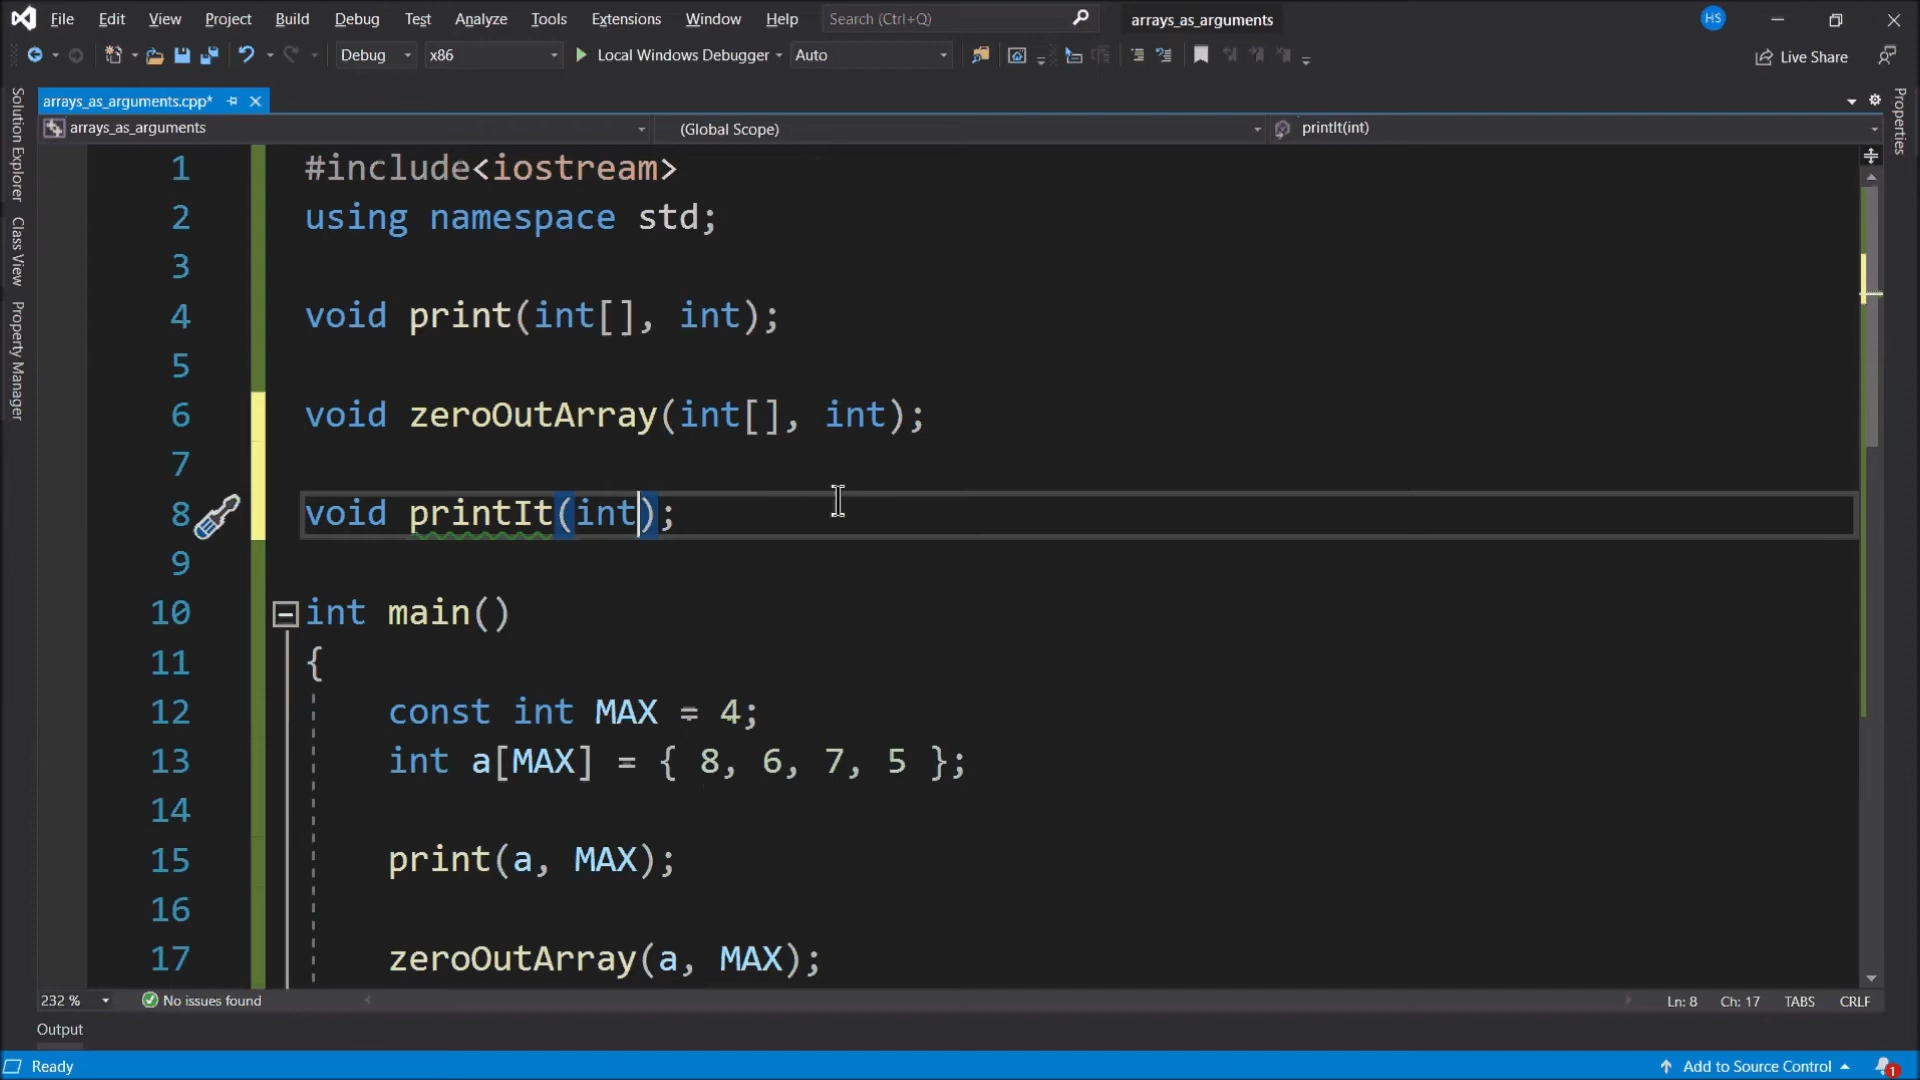 File Edit View Project Build Debug Test Analyze Tools Extensions Window Help Search (Ctrl+Q) arrays_as_arguments HS
Debug x86 Local Windows Debugger Auto Live Share
arrays_as_arguments.cpp*
arrays_as_arguments (Global Scope) printIt(int)
Solution Explorer
Class View
Property Manager
Properties
1 #include<iostream>
2 using namespace std;
3
4 void print(int[], int);
5
6 void zeroOutArray(int[], int);
7
8 void printIt(int);
9
10 int main()
11 {
12 const int MAX = 4;
13 int a[MAX] = { 8, 6, 7, 5 };
14
15 print(a, MAX);
16
17 zeroOutArray(a, MAX);
232 % No issues found Ln: 8 Ch: 17 TABS CRLF
Output
Ready Add to Source Control 1